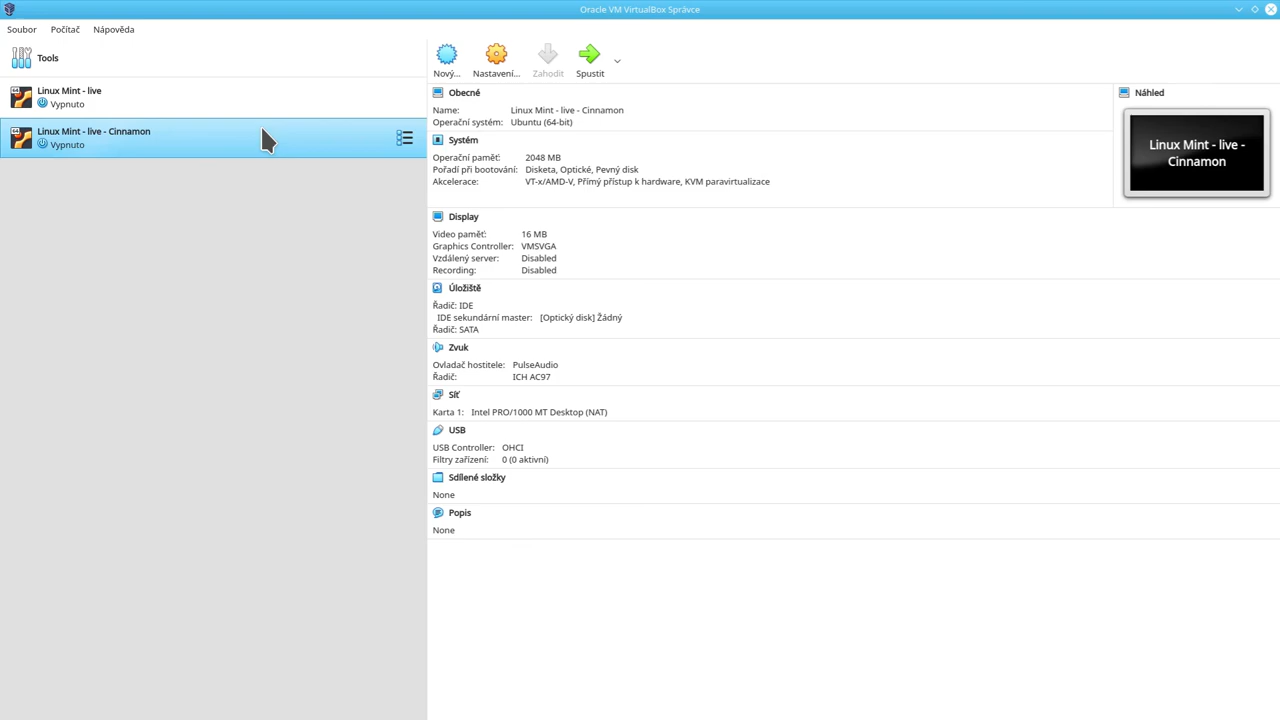 Oracle VM VirtualBox Správce
Soubor Počítač Nápověda
Tools
Linux Mint - live
Vypnuto
Linux Mint - live - Cinnamon
Vypnuto
Nový... Nastavení... Zahodit Spustit
Obecné
Name: Linux Mint - live - Cinnamon
Operační systém: Ubuntu (64-bit)
Systém
Operační paměť: 2048 MB
Pořadí při bootování: Disketa, Optické, Pevný disk
Akcelerace: VT-x/AMD-V, Přímý přístup k hardware, KVM paravirtualizace
Náhled
Linux Mint - live -
Cinnamon
Display
Video paměť: 16 MB
Graphics Controller: VMSVGA
Vzdálený server: Disabled
Recording: Disabled
Úložiště
Řadič: IDE
IDE sekundární master: [Optický disk] Žádný
Řadič: SATA
Zvuk
Ovladač hostitele: PulseAudio
Řadič: ICH AC97
Síť
Karta 1: Intel PRO/1000 MT Desktop (NAT)
USB
USB Controller: OHCI
Filtry zařízení: 0 (0 aktivní)
Sdílené složky
None
Popis
None